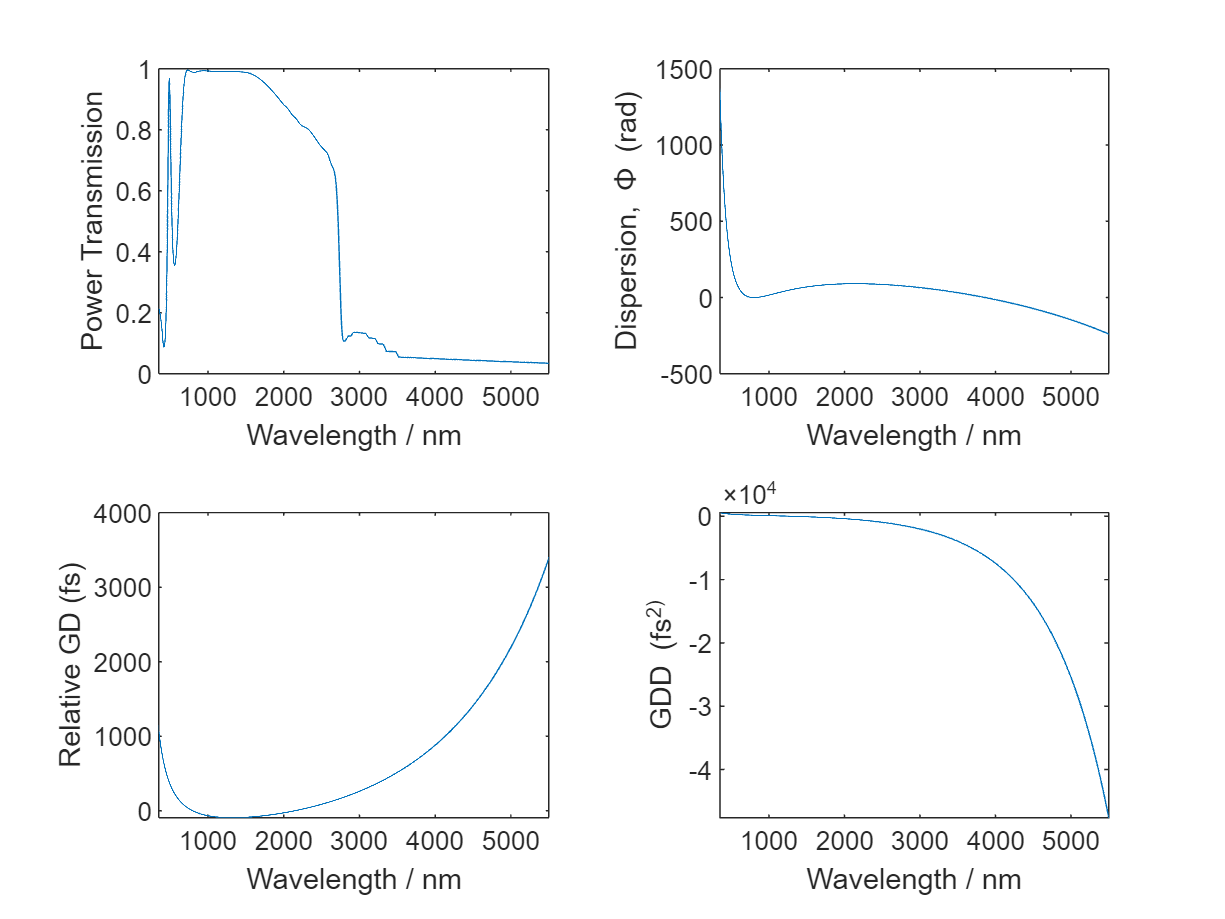 1
0.8
0.6
0.4
0.2
0
Power Transmission
1000 2000 3000 4000 5000
Wavelength / nm
1500
1000
500
0
-500
Dispersion, Φ (rad)
1000 2000 3000 4000 5000
Wavelength / nm
4000
3000
2000
1000
0
Relative GD (fs)
1000 2000 3000 4000 5000
Wavelength / nm
×10⁴
0
-1
-2
-3
-4
GDD (fs²⁾
1000 2000 3000 4000 5000
Wavelength / nm